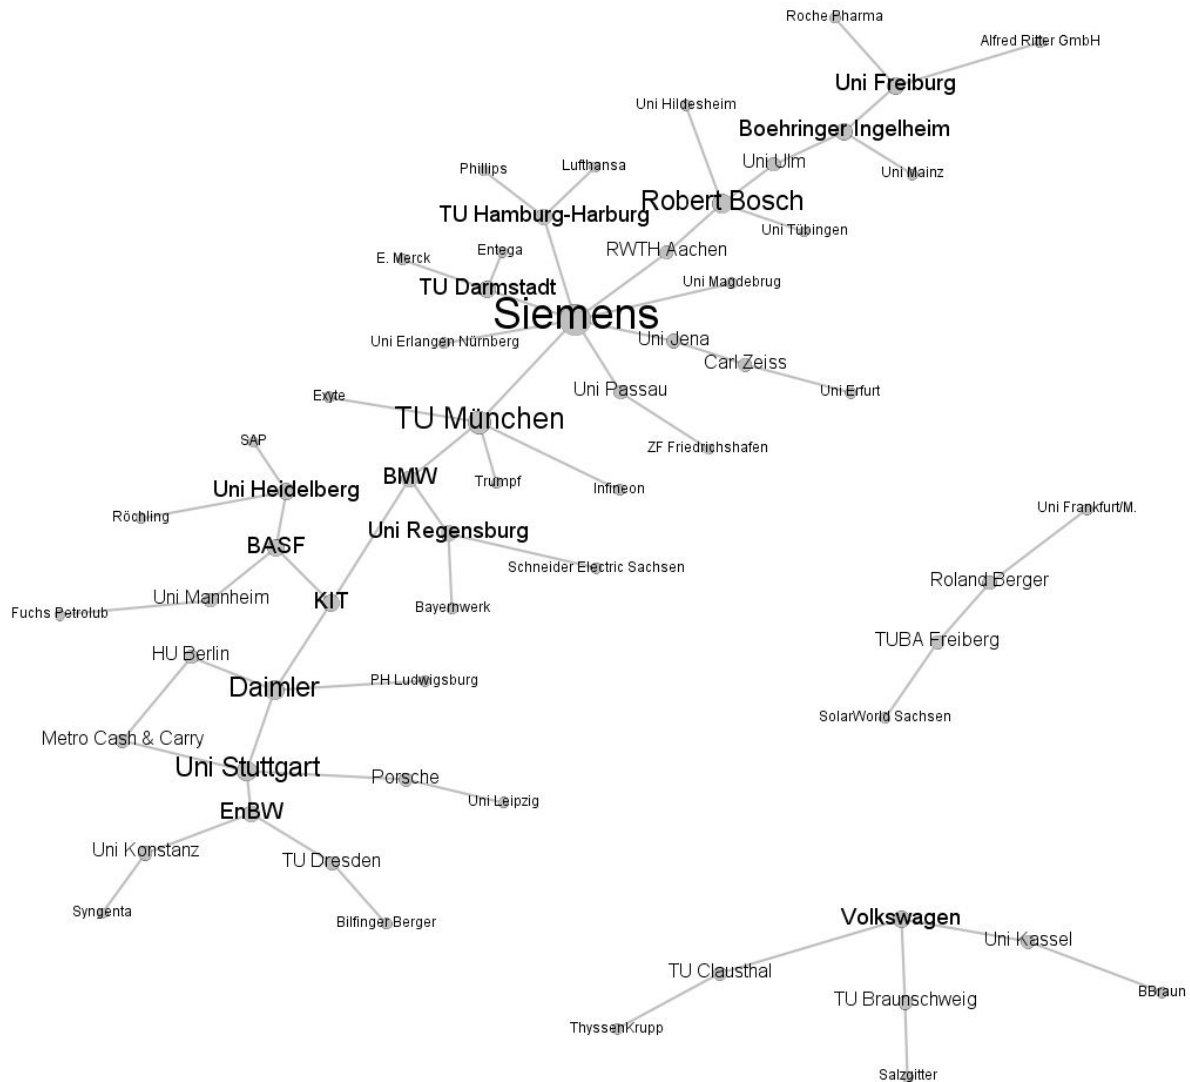 Roche Pharma
Alfred Ritter GmbH
Uni Freiburg
Uni Hildesheim
Boehringer Ingelheim
Uni Ulm
Phillips
Lufthansa
Uni Mainz
Robert Bosch
TU Hamburg-Harburg
Uni Tübingen
RWTH Aachen
Entega
E. Merck
Uni Magdebrug
TU Darmstadt
Siemens
Uni Erlangen Nürnberg
Uni Jena
Carl Zeiss
Uni Passau
Uni Erfurt
TU München
SAP
ZF Friedrichshafen
BMW
Trumpf
Infineon
Uni Heidelberg
Röchling
Uni Frankfurt/M.
Uni Regensburg
BASF
Schneider Electric Sachsen
Roland Berger
Uni Mannheim
KIT
Bayernwerk
Fuchs Petrolub
TUBA Freiberg
HU Berlin
Daimler
PH Ludwigsburg
SolarWorld Sachsen
Metro Cash & Carry
Uni Stuttgart
Porsche
Uni Leipzig
EnBW
Uni Konstanz
TU Dresden
Syngenta
Bilfinger Berger
Volkswagen
Uni Kassel
TU Clausthal
BBraun
TU Braunschweig
ThyssenKrupp
Salzgitter